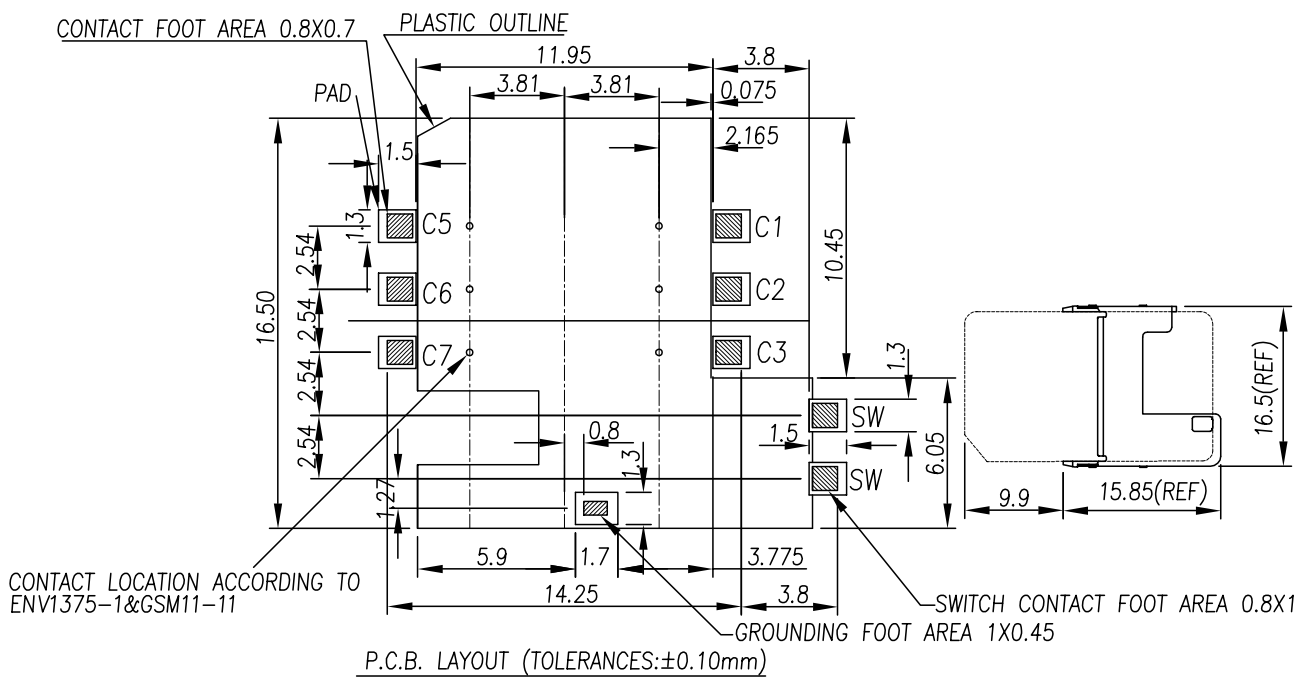 CONTACT FOOT AREA 0.8X0.7
PLASTIC OUTLINE
11.95
3.8
3.81
3.81
0.075
PAD
2.165
1.5
1.3
C5
C1
2.54
10.45
C6
C2
16.50
2.54
C7
C3
1.3
2.54
16.5(REF)
SW
0.8
1.5
2.54
1.3
6.05
SW
1.27
9.9
15.85(REF)
5.9
1.7
3.775
CONTACT LOCATION ACCORDING TO
ENV1375-1&GSM11-11
14.25
3.8
SWITCH CONTACT FOOT AREA 0.8X1
GROUNDING FOOT AREA 1X0.45
P.C.B. LAYOUT (TOLERANCES:±0.10mm)